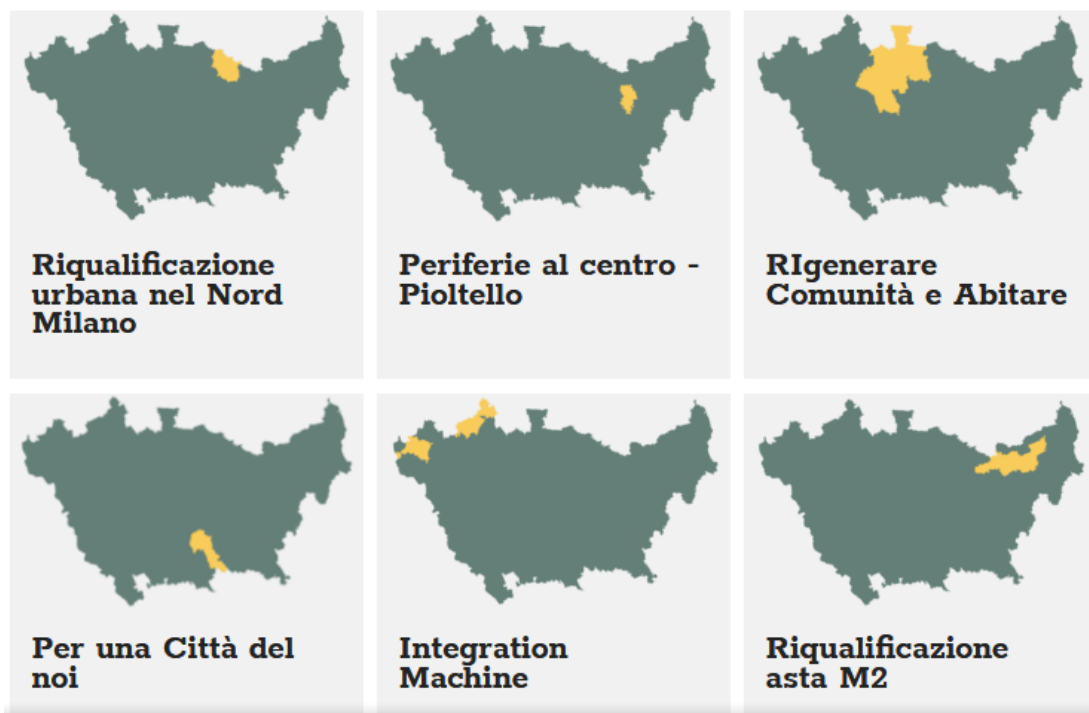 Riqualificazione
urbana nel Nord
Milano
Periferie al centro -
Pioltello
RIgenerare
Comunità e Abitare
Per una Città del
noi
Integration
Machine
Riqualificazione
asta M2